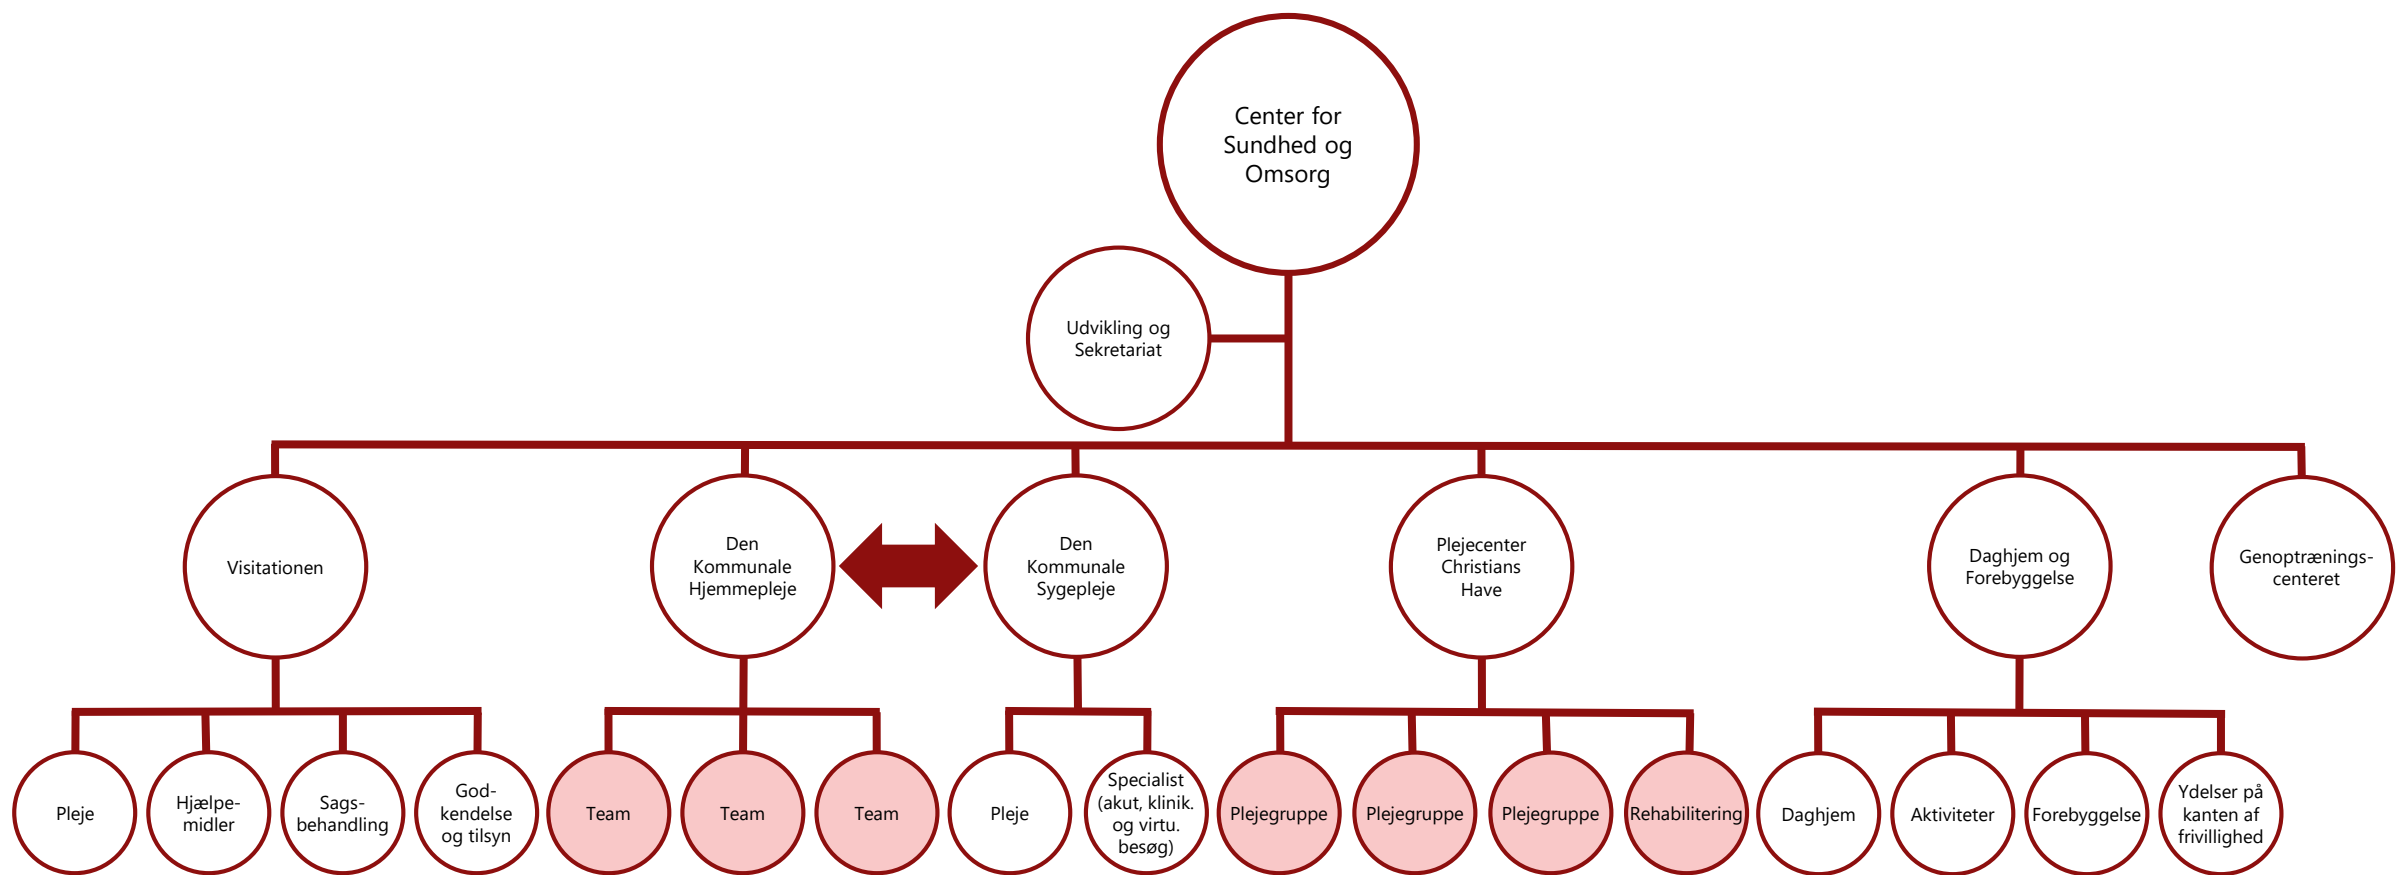 Center for
Sundhed og
Omsorg
Udvikling og
Sekretariat
Visitationen
Den
Kommunale
Hjemmepleje
Den
Kommunale
Sygepleje
Plejecenter
Christians
Have
Daghjem og
Forebyggelse
Genoptrænings-
centeret
Pleje
Hjælpe-
midler
Sags-
behandling
God-
kendelse
og tilsyn
Team
Team
Team
Pleje
Specialist
(akut, klinik.
og virtu.
besøg)
Plejegruppe
Plejegruppe
Plejegruppe
Rehabilitering
Daghjem
Aktiviteter
Forebyggelse
Ydelser på
kanten af
frivillighed